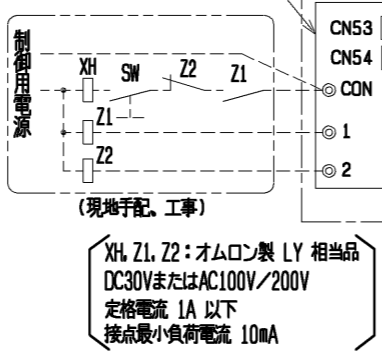 制御用電源
XH SW Z2 Z1
Z1
Z2
CN53
CN54
CON
1
2
(現地手配、工事)
XH, Z1, Z2:オムロン製 LY 相当品
DC30VまたはAC100V/200V
定格電流 1A 以下
接点最小負荷電流 10mA